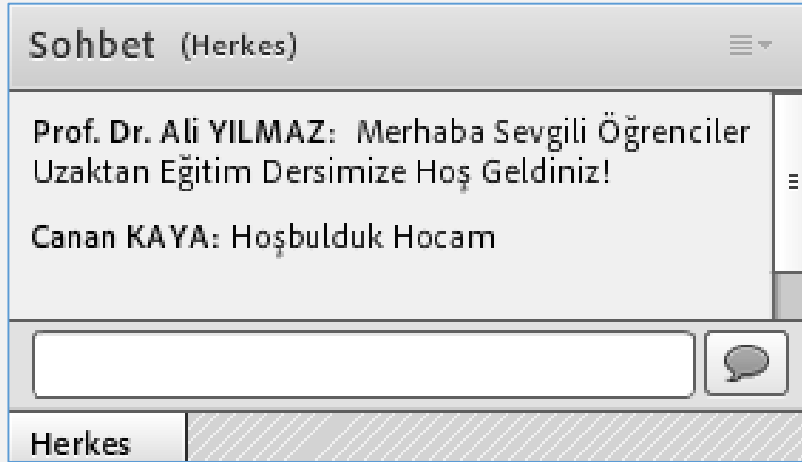 Sohbet (Herkes)
Prof. Dr. Ali YILMAZ: Merhaba Sevgili Öğrenciler
Uzaktan Eğitim Dersimize Hoş Geldiniz!
Canan KAYA: Hoşbulduk Hocam
Herkes